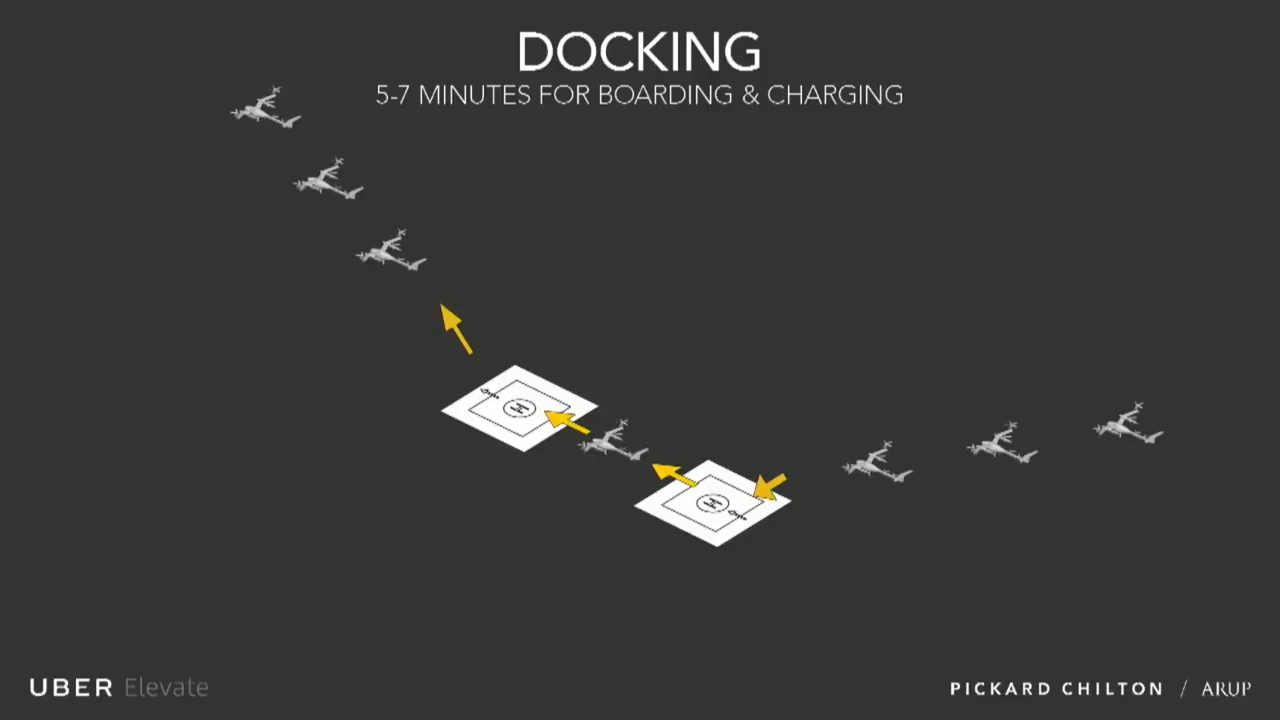 DOCKING
5-7 MINUTES FOR BOARDING & CHARGING
H
H
UBER Elevate
PICKARD CHILTON / ARUP